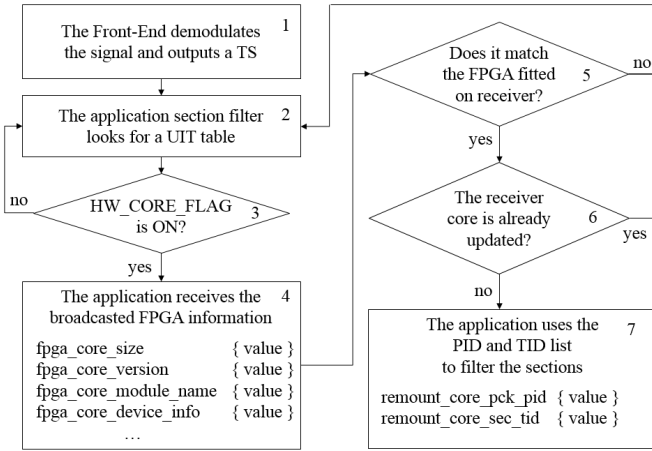 The Front-End demodulates 1
the signal and outputs a TS
The application section filter 2
looks for a UIT table
no
HW_CORE_FLAG 3
is ON?
yes
The application receives the 4
broadcasted FPGA information
fpga_core_size { value }
fpga_core_version { value }
fpga_core_module_name { value }
fpga_core_device_info { value }
…
Does it match
the FPGA fitted 5
on receiver?
no
yes
The receiver
core is already 6
updated?
yes
no
The application uses the 7
PID and TID list
to filter the sections
remount_core_pck_pid { value }
remount_core_sec_tid { value }